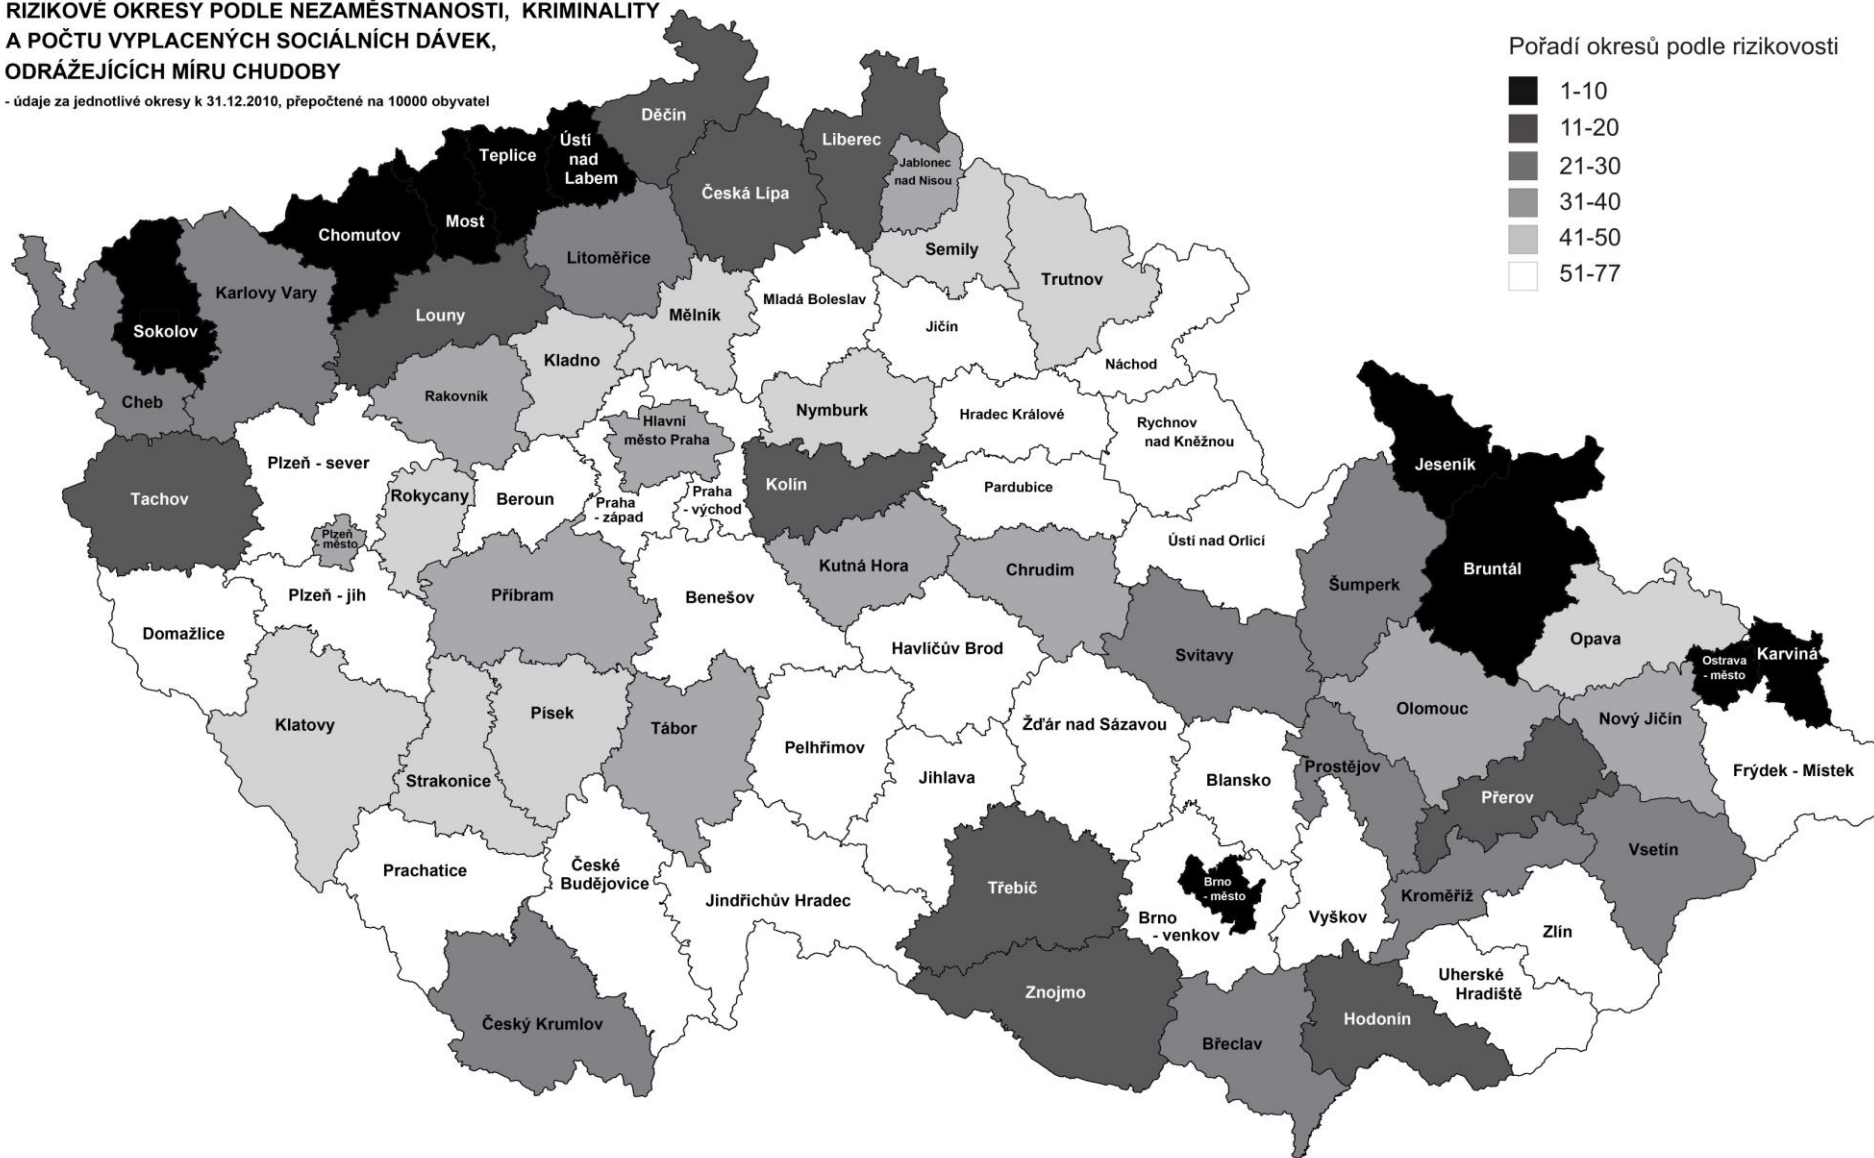 RIZIKOVÉ OKRESY PODLE NEZAMĚSTNANOSTI, KRIMINALITY
A POČTU VYPLACENÝCH SOCIÁLNÍCH DÁVEK,
ODRÁŽEJÍCÍCH MÍRU CHUDOBY
- údaje za jednotlivé okresy k 31.12.2010, přepočtené na 10000 obyvatel
Pořadí okresů podle rizikovosti
1-10
11-20
21-30
31-40
41-50
51-77
Děčín
Liberec
Ústí
nad
Labem
Teplice
Jablonec
nad Nisou
Česká Lípa
Most
Chomutov
Semily
Litoměřice
Trutnov
Karlovy Vary
Mladá Boleslav
Louny
Mělník
Jičín
Sokolov
Kladno
Náchod
Cheb
Rakovník
Nymburk
Hradec Králové
Hlavní
město Praha
Rychnov
nad Kněžnou
Plzeň - sever
Jeseník
Tachov
Rokycany
Beroun
Praha
- západ
Praha
- východ
Kolín
Pardubice
Plzeň
- město
Ústí nad Orlicí
Kutná Hora
Chrudim
Bruntál
Šumperk
Plzeň - jih
Příbram
Benešov
Domažlice
Havlíčův Brod
Svitavy
Opava
Ostrava
- město
Karviná
Klatovy
Písek
Tábor
Žďár nad Sázavou
Olomouc
Nový Jičín
Pelhřimov
Strakonice
Jihlava
Blansko
Prostějov
Frýdek - Místek
Přerov
Vsetín
Prachatice
České
Budějovice
Jindřichův Hradec
Třebíč
Brno
- město
Kroměříž
Brno
- venkov
Vyškov
Zlín
Uherské
Hradiště
Znojmo
Hodonín
Český Krumlov
Břeclav